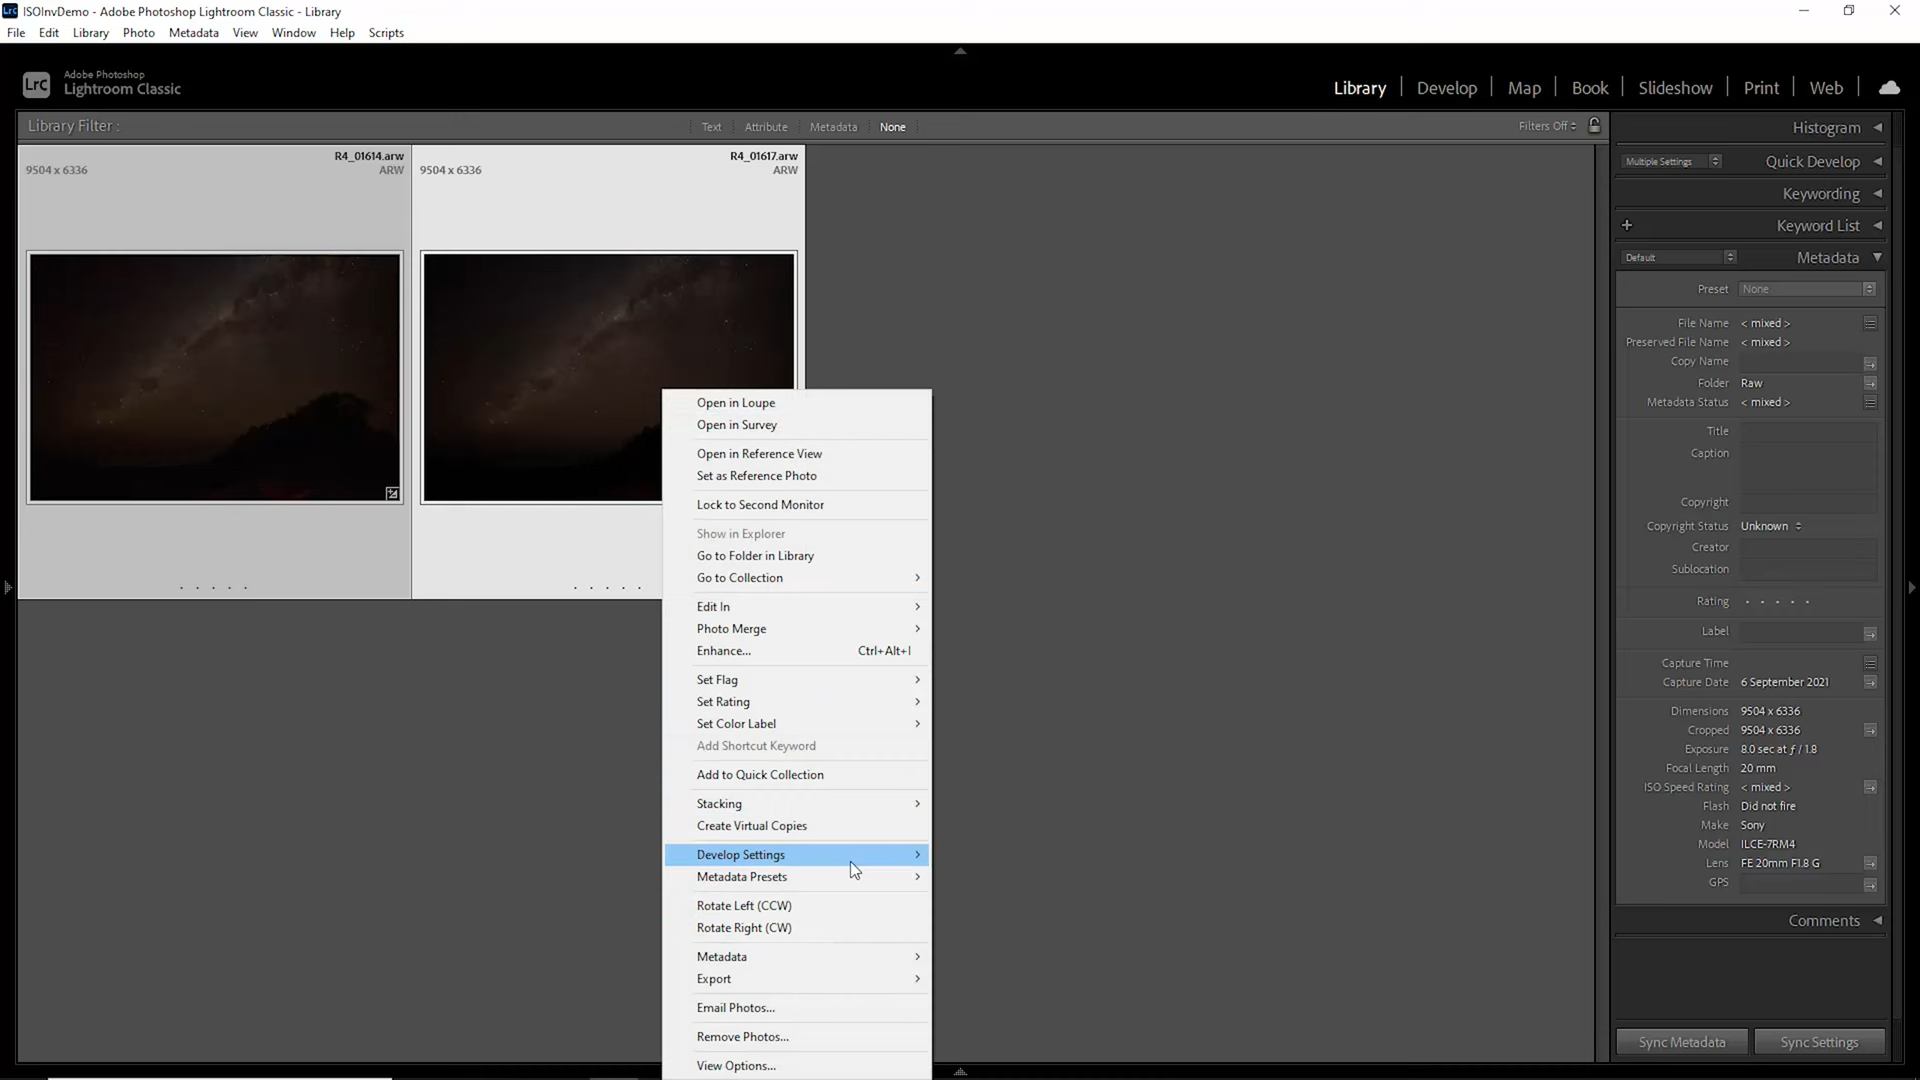 Lrc ISOInvDemo - Adobe Photoshop Lightroom Classic - Library
File Edit Library Photo Metadata View Window Help Scripts
Lrc
Adobe Photoshop
Lightroom Classic
Library Develop Map Book Slideshow Print Web
Library Filter :
Text Attribute Metadata None
Filters Off
R4_01614.arw
9504 x 6336 ARW
R4_01617.arw
9504 x 6336 ARW
Open in Loupe
Open in Survey
Open in Reference View
Set as Reference Photo
Lock to Second Monitor
Show in Explorer
Go to Folder in Library
Go to Collection
Edit In
Photo Merge
Enhance... Ctrl+Alt+I
Set Flag
Set Rating
Set Color Label
Add Shortcut Keyword
Add to Quick Collection
Stacking
Create Virtual Copies
Develop Settings
Metadata Presets
Rotate Left (CCW)
Rotate Right (CW)
Metadata
Export
Email Photos...
Remove Photos...
View Options...
Histogram
Multiple Settings Quick Develop
Keywording
+ Keyword List
Default Metadata
Preset None
File Name < mixed >
Preserved File Name < mixed >
Copy Name
Folder Raw
Metadata Status < mixed >
Title
Caption
Copyright
Copyright Status Unknown
Creator
Sublocation
Rating
Label
Capture Time
Capture Date 6 September 2021
Dimensions 9504 x 6336
Cropped 9504 x 6336
Exposure 8.0 sec at ƒ / 1.8
Focal Length 20 mm
ISO Speed Rating < mixed >
Flash Did not fire
Make Sony
Model ILCE-7RM4
Lens FE 20mm F1.8 G
GPS
Comments
Sync Metadata Sync Settings